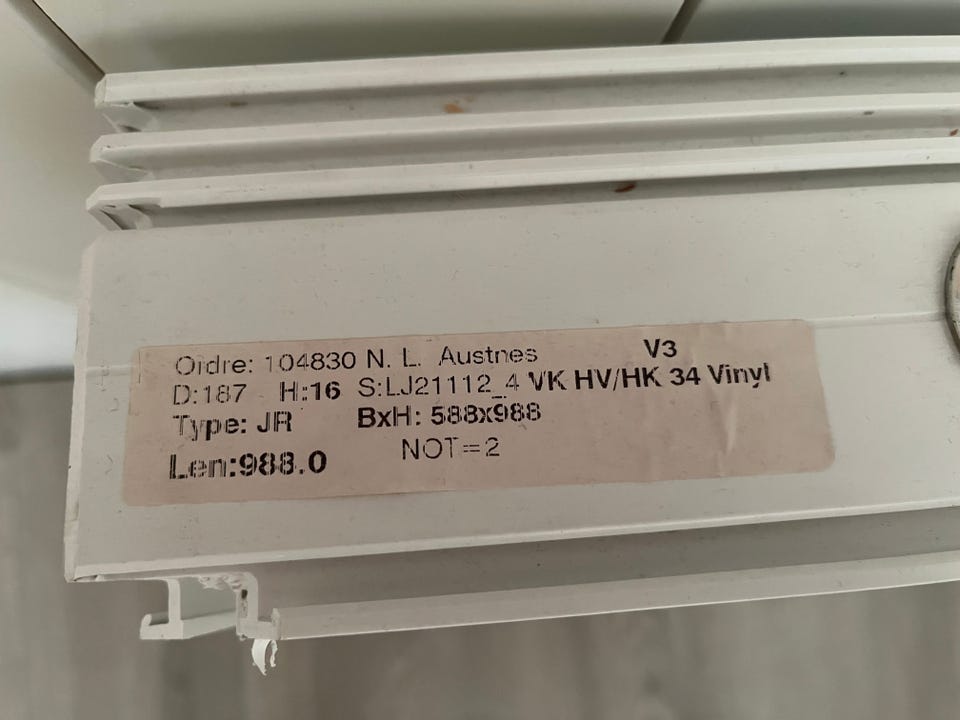 Ordre: 104830 N. L. Austnes V3
D:187 H:16 S:LJ21112_4 VK HV/HK 34 Vinyl
Type: JR BxH: 588x988
Len:988.0 NOT=2